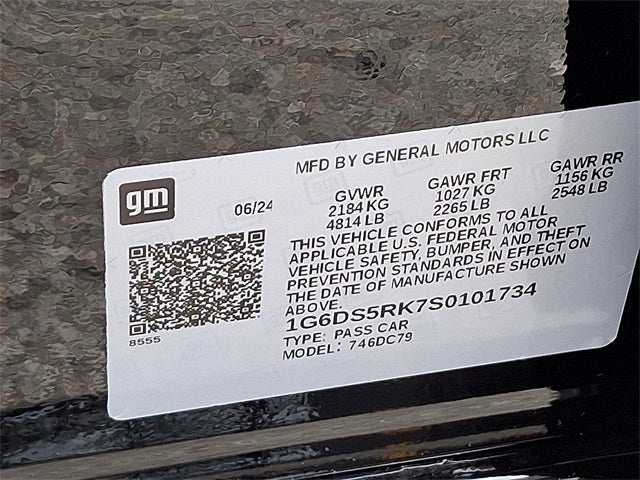 MFD BY GENERAL MOTORS LLC
gm
06/24
GVWR
2184 KG
4814 LB
GAWR FRT
1027 KG
2265 LB
GAWR RR
1156 KG
2548 LB
THIS VEHICLE CONFORMS TO ALL
APPLICABLE U.S. FEDERAL MOTOR
VEHICLE SAFETY, BUMPER, AND THEFT
PREVENTION STANDARDS IN EFFECT ON
THE DATE OF MANUFACTURE SHOWN
ABOVE.
1G6DS5RK7S0101734
TYPE: PASS CAR
MODEL: 746DC79
8555